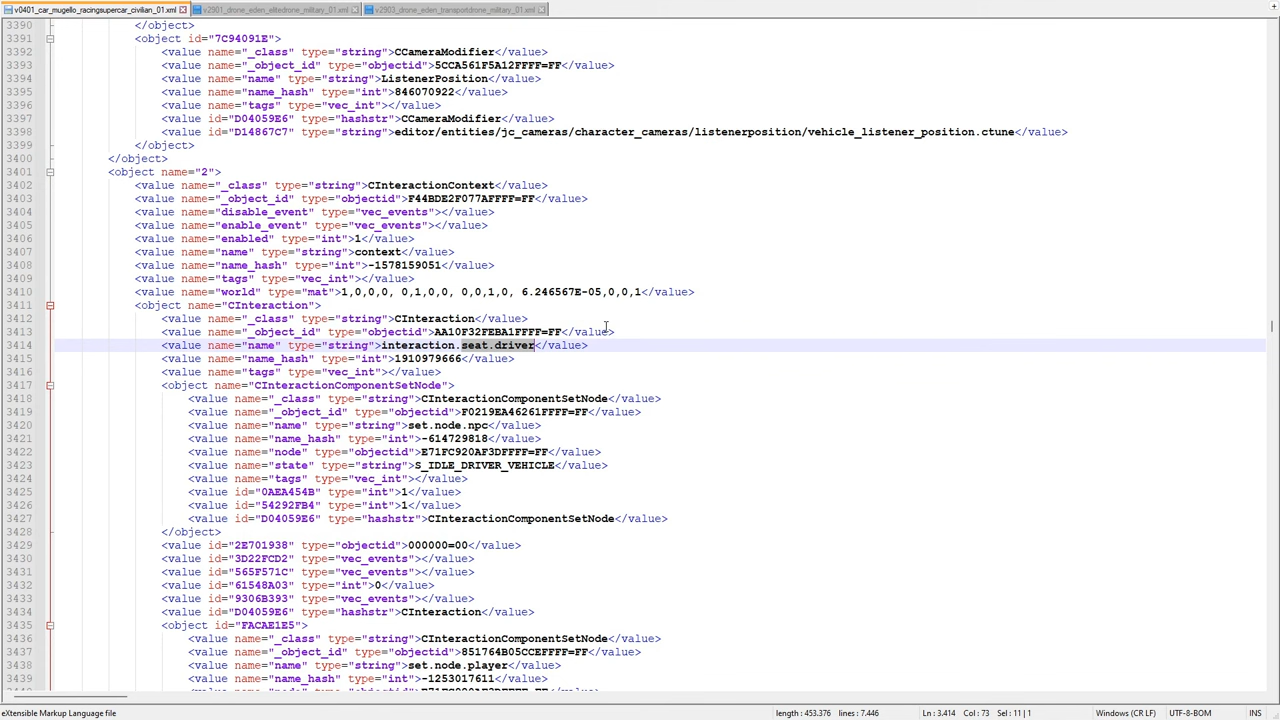 v0401_car_mugello_racingsupercar_civilian_01.xml v2901_drone_eden_elitedrone_military_01.xml v2903_drone_eden_transportdrone_military_01.xml
3390 </object>
3391 <object id="7C94091E">
3392 <value name="_class" type="string">CCameraModifier</value>
3393 <value name="_object_id" type="objectid">5CCA561F5A12FFFF=FF</value>
3394 <value name="name" type="string">ListenerPosition</value>
3395 <value name="name_hash" type="int">846070922</value>
3396 <value name="tags" type="vec_int"></value>
3397 <value id="D04059E6" type="hashstr">CCameraModifier</value>
3398 <value id="D14867C7" type="string">editor/entities/jc_cameras/character_cameras/listenerposition/vehicle_listener_position.ctune</value>
3399 </object>
3400 </object>
3401 <object name="2">
3402 <value name="_class" type="string">CInteractionContext</value>
3403 <value name="_object_id" type="objectid">F44BDE2F077AFFFF=FF</value>
3404 <value name="disable_event" type="vec_events"></value>
3405 <value name="enable_event" type="vec_events"></value>
3406 <value name="enabled" type="int">1</value>
3407 <value name="name" type="string">context</value>
3408 <value name="name_hash" type="int">-1578159051</value>
3409 <value name="tags" type="vec_int"></value>
3410 <value name="world" type="mat">1,0,0,0, 0,1,0,0, 0,0,1,0, 6.246567E-05,0,0,1</value>
3411 <object name="CInteraction">
3412 <value name="_class" type="string">CInteraction</value>
3413 <value name="_object_id" type="objectid">AA10F32FEBA1FFFF=FF</value>
3414 <value name="name" type="string">interaction.seat.driver</value>
3415 <value name="name_hash" type="int">1910979666</value>
3416 <value name="tags" type="vec_int"></value>
3417 <object name="CInteractionComponentSetNode">
3418 <value name="_class" type="string">CInteractionComponentSetNode</value>
3419 <value name="_object_id" type="objectid">F0219EA46261FFFF=FF</value>
3420 <value name="name" type="string">set.node.npc</value>
3421 <value name="name_hash" type="int">-614729818</value>
3422 <value name="node" type="objectid">E71FC920AF3DFFFF=FF</value>
3423 <value name="state" type="string">S_IDLE_DRIVER_VEHICLE</value>
3424 <value name="tags" type="vec_int"></value>
3425 <value id="0AEA454B" type="int">1</value>
3426 <value id="54292FB4" type="int">1</value>
3427 <value id="D04059E6" type="hashstr">CInteractionComponentSetNode</value>
3428 </object>
3429 <value id="2E701938" type="objectid">000000=00</value>
3430 <value id="3D22FCD2" type="vec_events"></value>
3431 <value id="565F571C" type="vec_events"></value>
3432 <value id="61548A03" type="int">0</value>
3433 <value id="9306B393" type="vec_events"></value>
3434 <value id="D04059E6" type="hashstr">CInteraction</value>
3435 <object id="FACAE1E5">
3436 <value name="_class" type="string">CInteractionComponentSetNode</value>
3437 <value name="_object_id" type="objectid">851764B05CCEFFFF=FF</value>
3438 <value name="name" type="string">set.node.player</value>
3439 <value name="name_hash" type="int">-1253017611</value>
eXtensible Markup Language file length : 453.376 lines : 7.446 Ln : 3.414 Col : 73 Sel : 11 | 1 Windows (CR LF) UTF-8-BOM INS